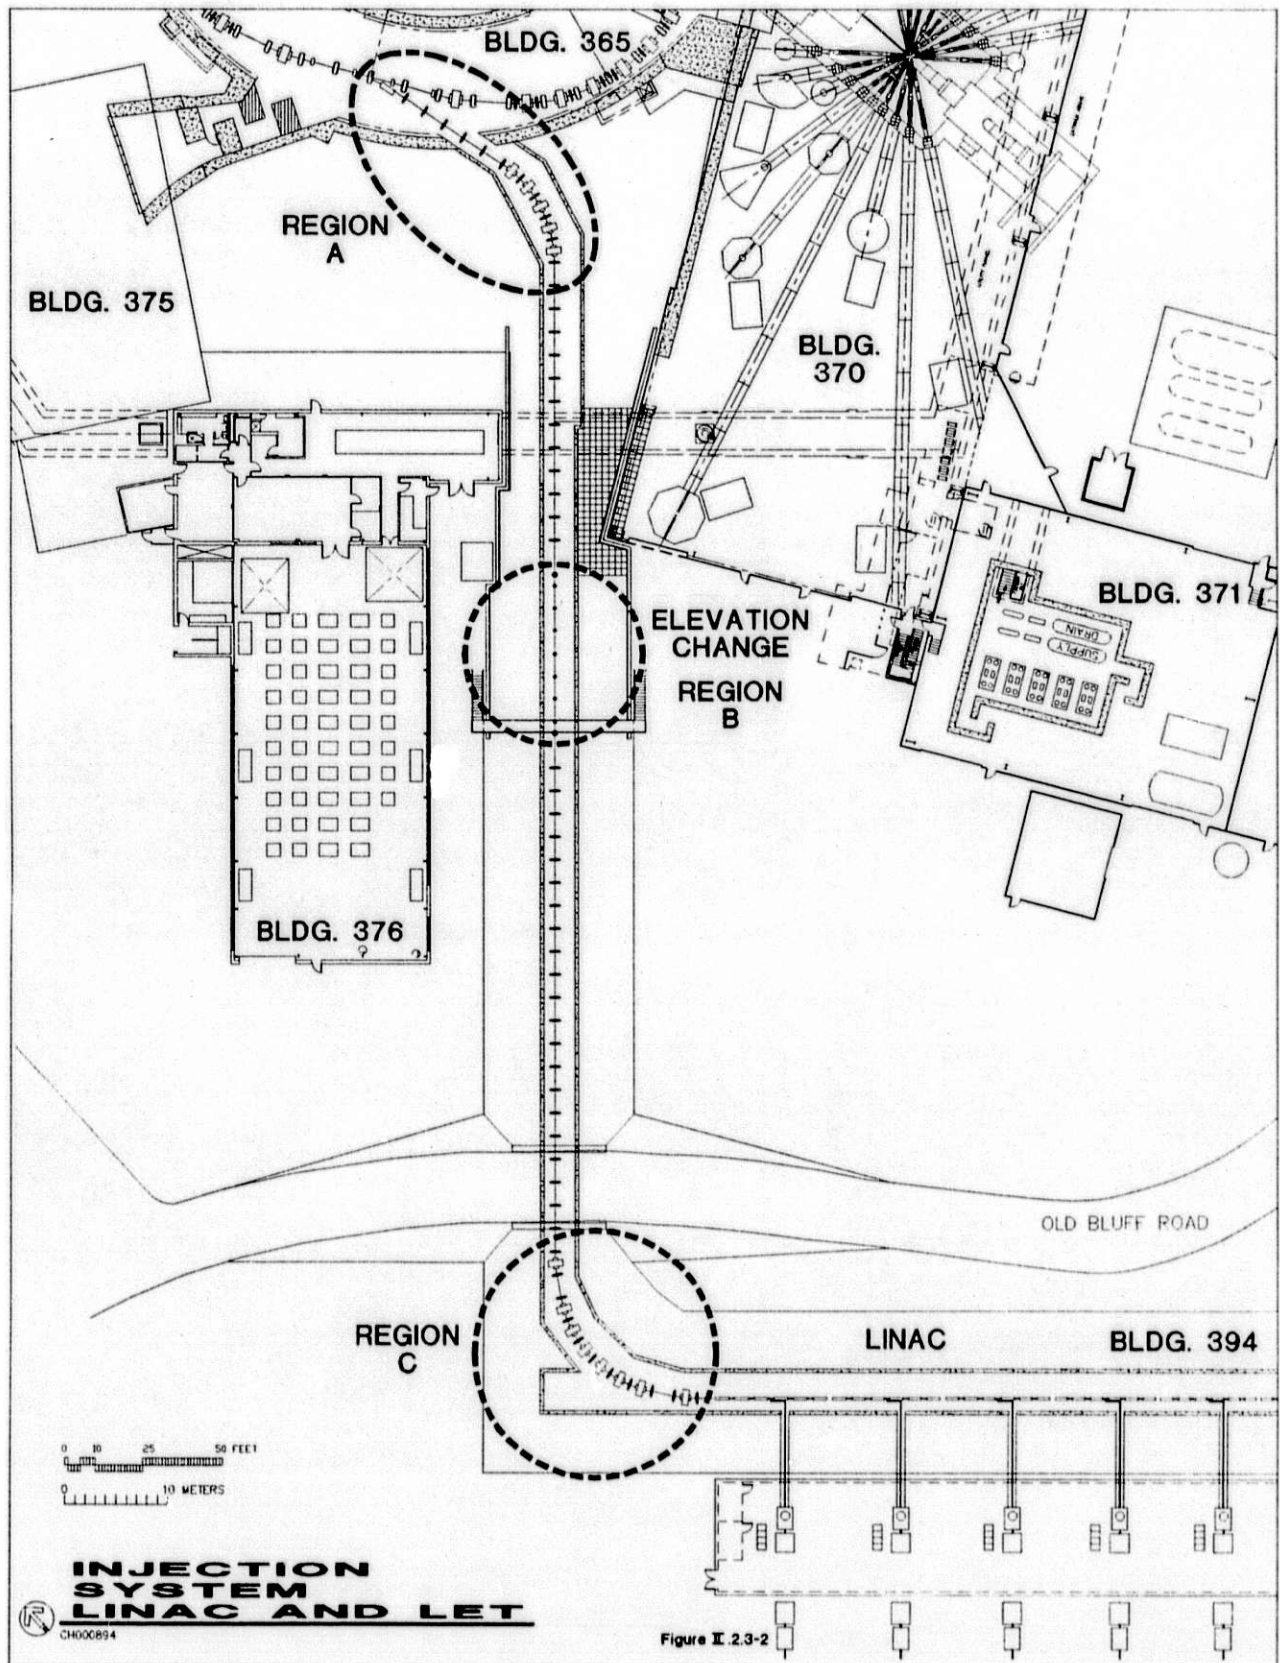 BLDG. 365
REGION
A
BLDG. 375
BLDG.
370
ELEVATION
CHANGE
REGION
B
BLDG. 371
DRAIN
SUPPLY
BLDG. 376
OLD BLUFF ROAD
REGION
C
LINAC
BLDG. 394
0 10 25 50 FEET
0 10 METERS
INJECTION
SYSTEM
LINAC AND LET
CH000894
Figure II.2.3-2